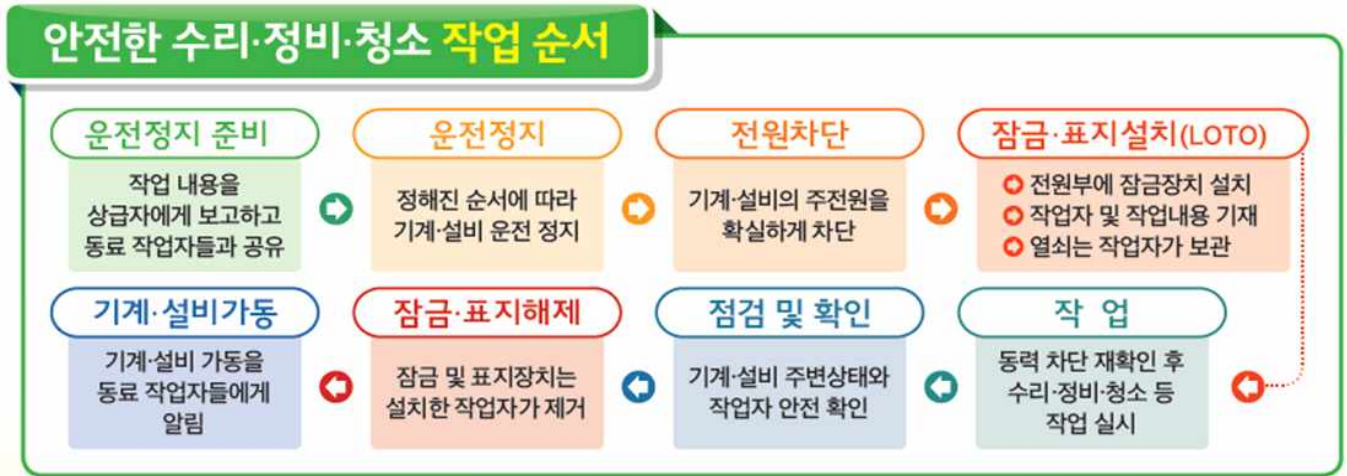 안전한 수리·정비·청소 작업 순서
운전정지 준비
작업 내용을
상급자에게 보고하고
동료 작업자들과 공유
운전정지
정해진 순서에 따라
기계·설비 운전 정지
전원차단
기계·설비의 주전원을
확실하게 차단
잠금·표지설치(LOTO)
전원부에 잠금장치 설치
작업자 및 작업내용 기재
열쇠는 작업자가 보관
작 업
동력 차단 재확인 후
수리·정비·청소 등
작업 실시
점검 및 확인
기계·설비 주변상태와
작업자 안전 확인
잠금·표지해제
잠금 및 표지장치는
설치한 작업자가 제거
기계·설비가동
기계·설비 가동을
동료 작업자들에게
알림